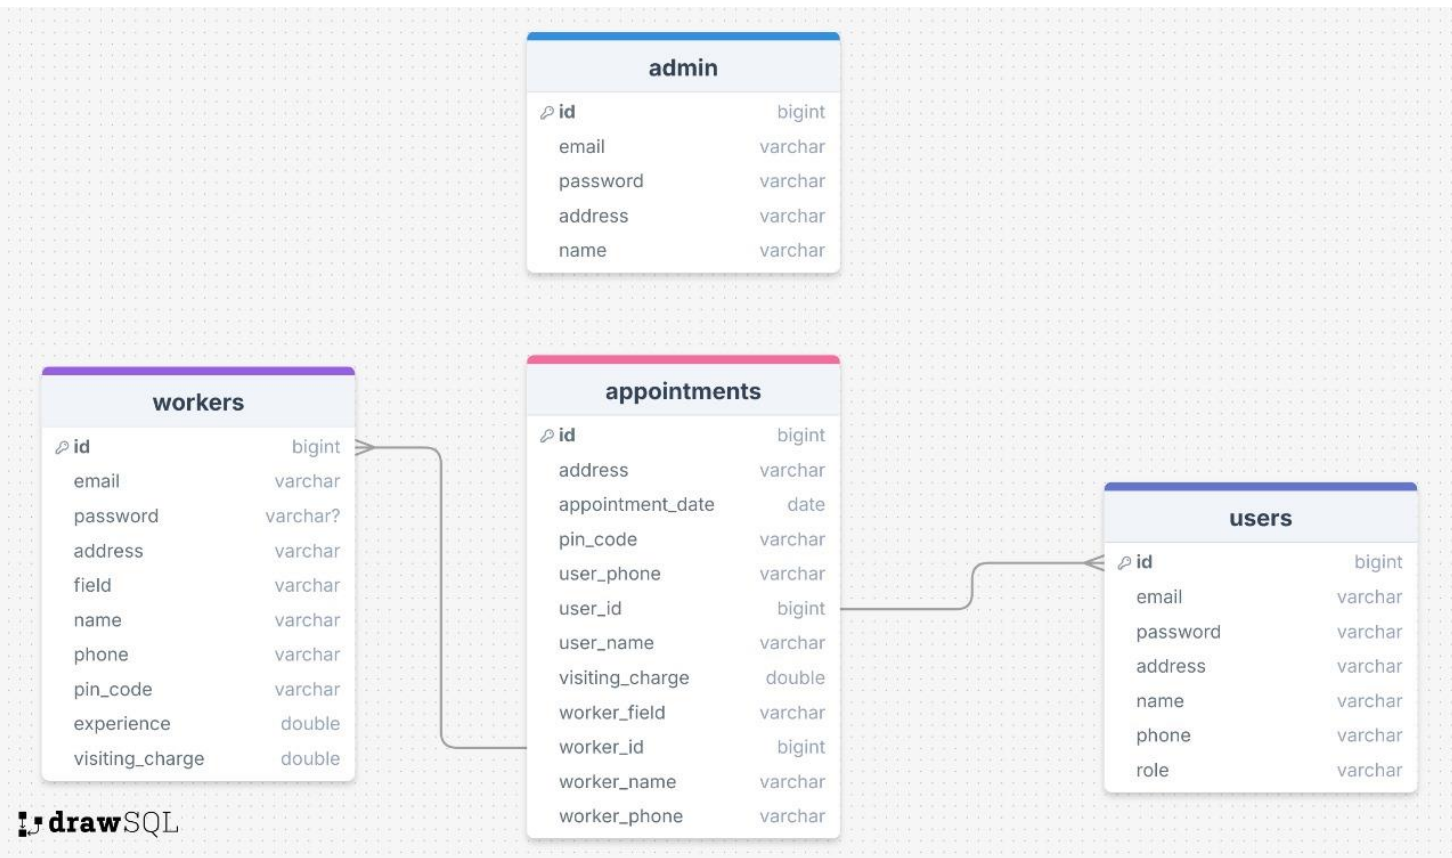 admin
id bigint
email varchar
password varchar
address varchar
name varchar
workers
id bigint
email varchar
password varchar?
address varchar
field varchar
name varchar
phone varchar
pin_code varchar
experience double
visiting_charge double
appointments
id bigint
address varchar
appointment_date date
pin_code varchar
user_phone varchar
user_id bigint
user_name varchar
visiting_charge double
worker_field varchar
worker_id bigint
worker_name varchar
worker_phone varchar
users
id bigint
email varchar
password varchar
address varchar
name varchar
phone varchar
role varchar
drawSQL